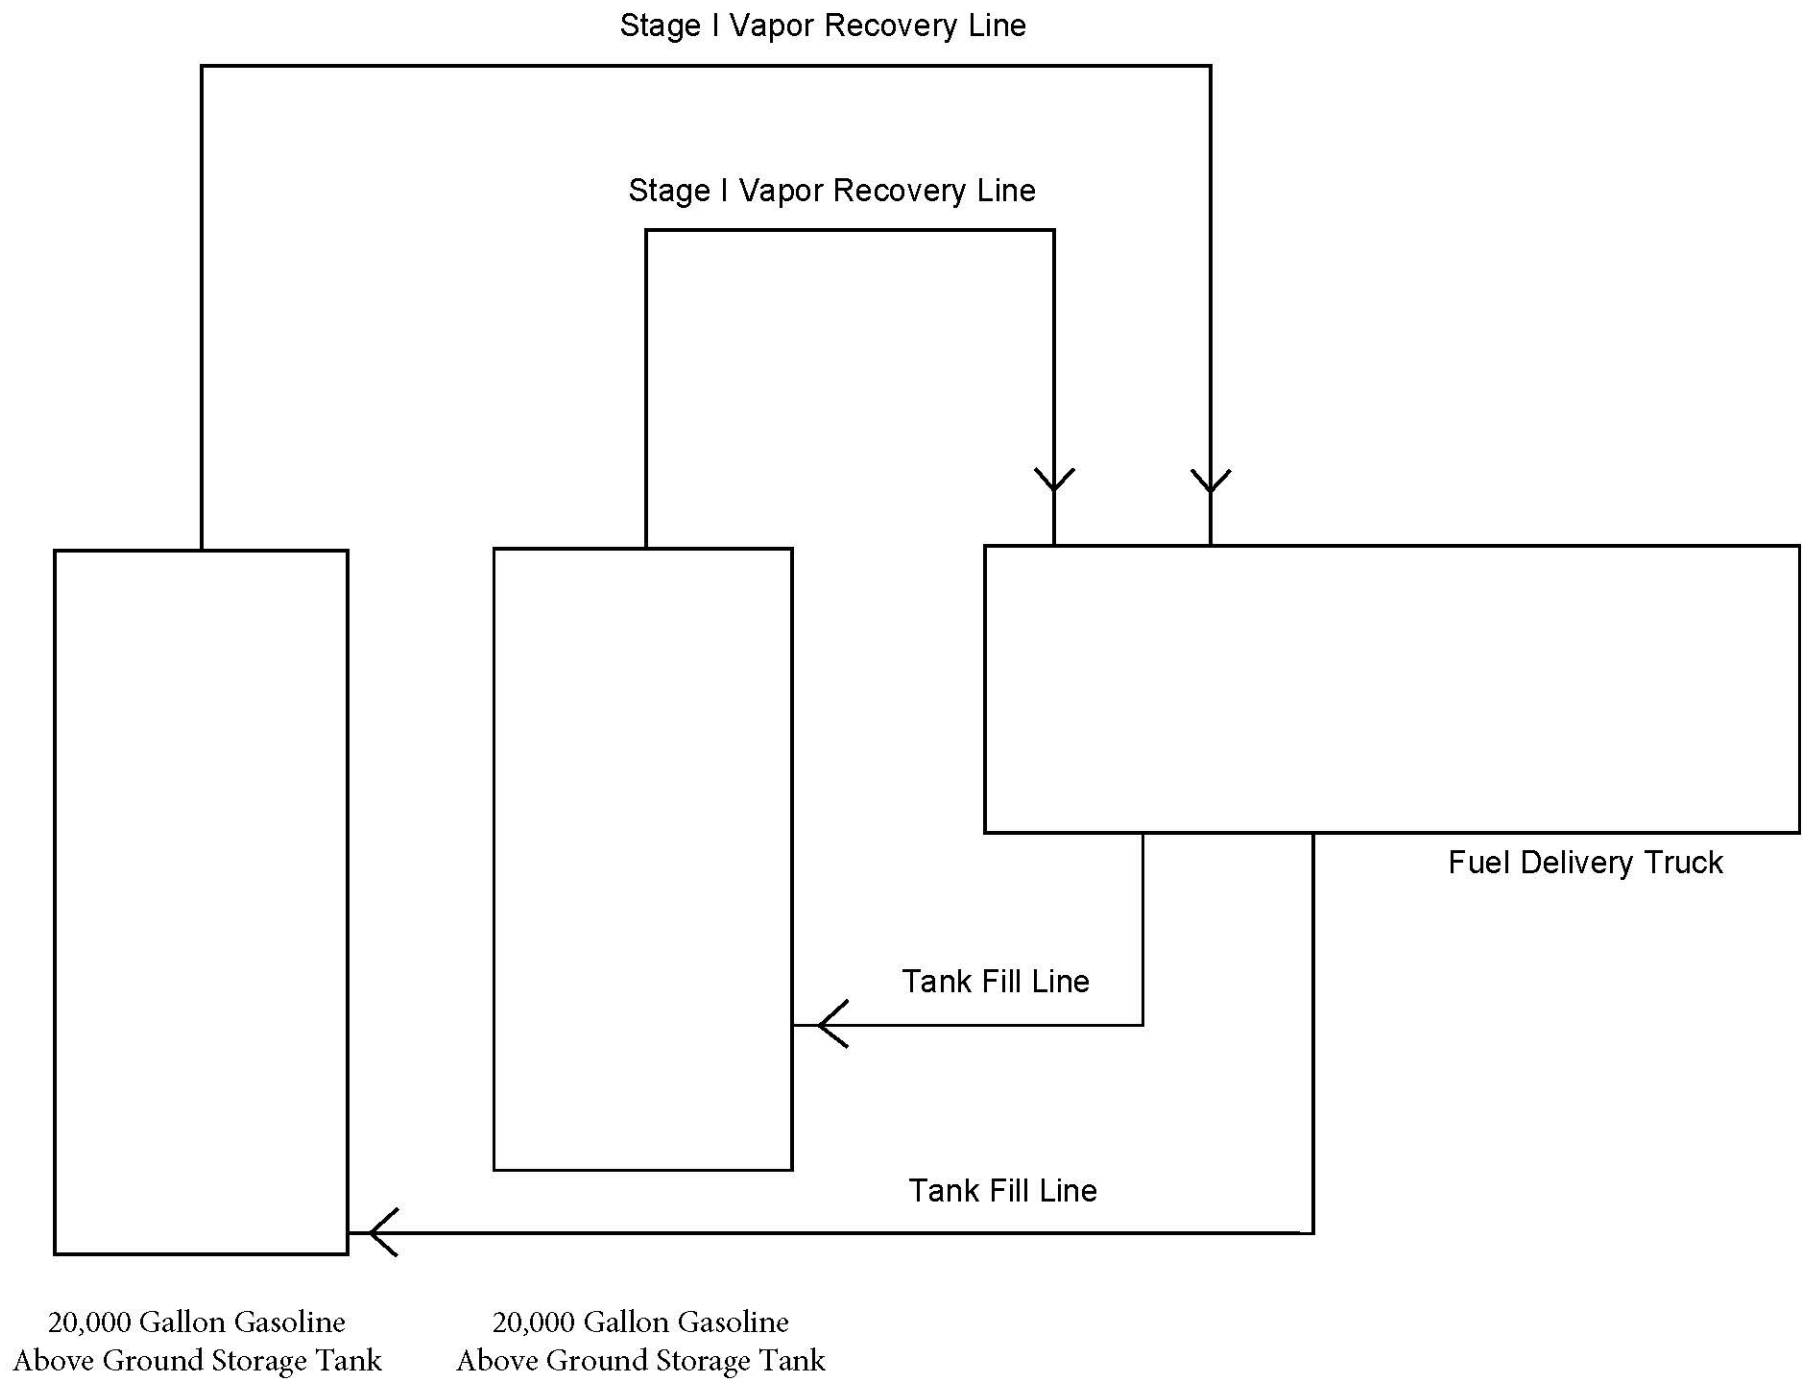 Stage I Vapor Recovery Line
Stage I Vapor Recovery Line
Fuel Delivery Truck
Tank Fill Line
Tank Fill Line
20,000 Gallon Gasoline
Above Ground Storage Tank
20,000 Gallon Gasoline
Above Ground Storage Tank